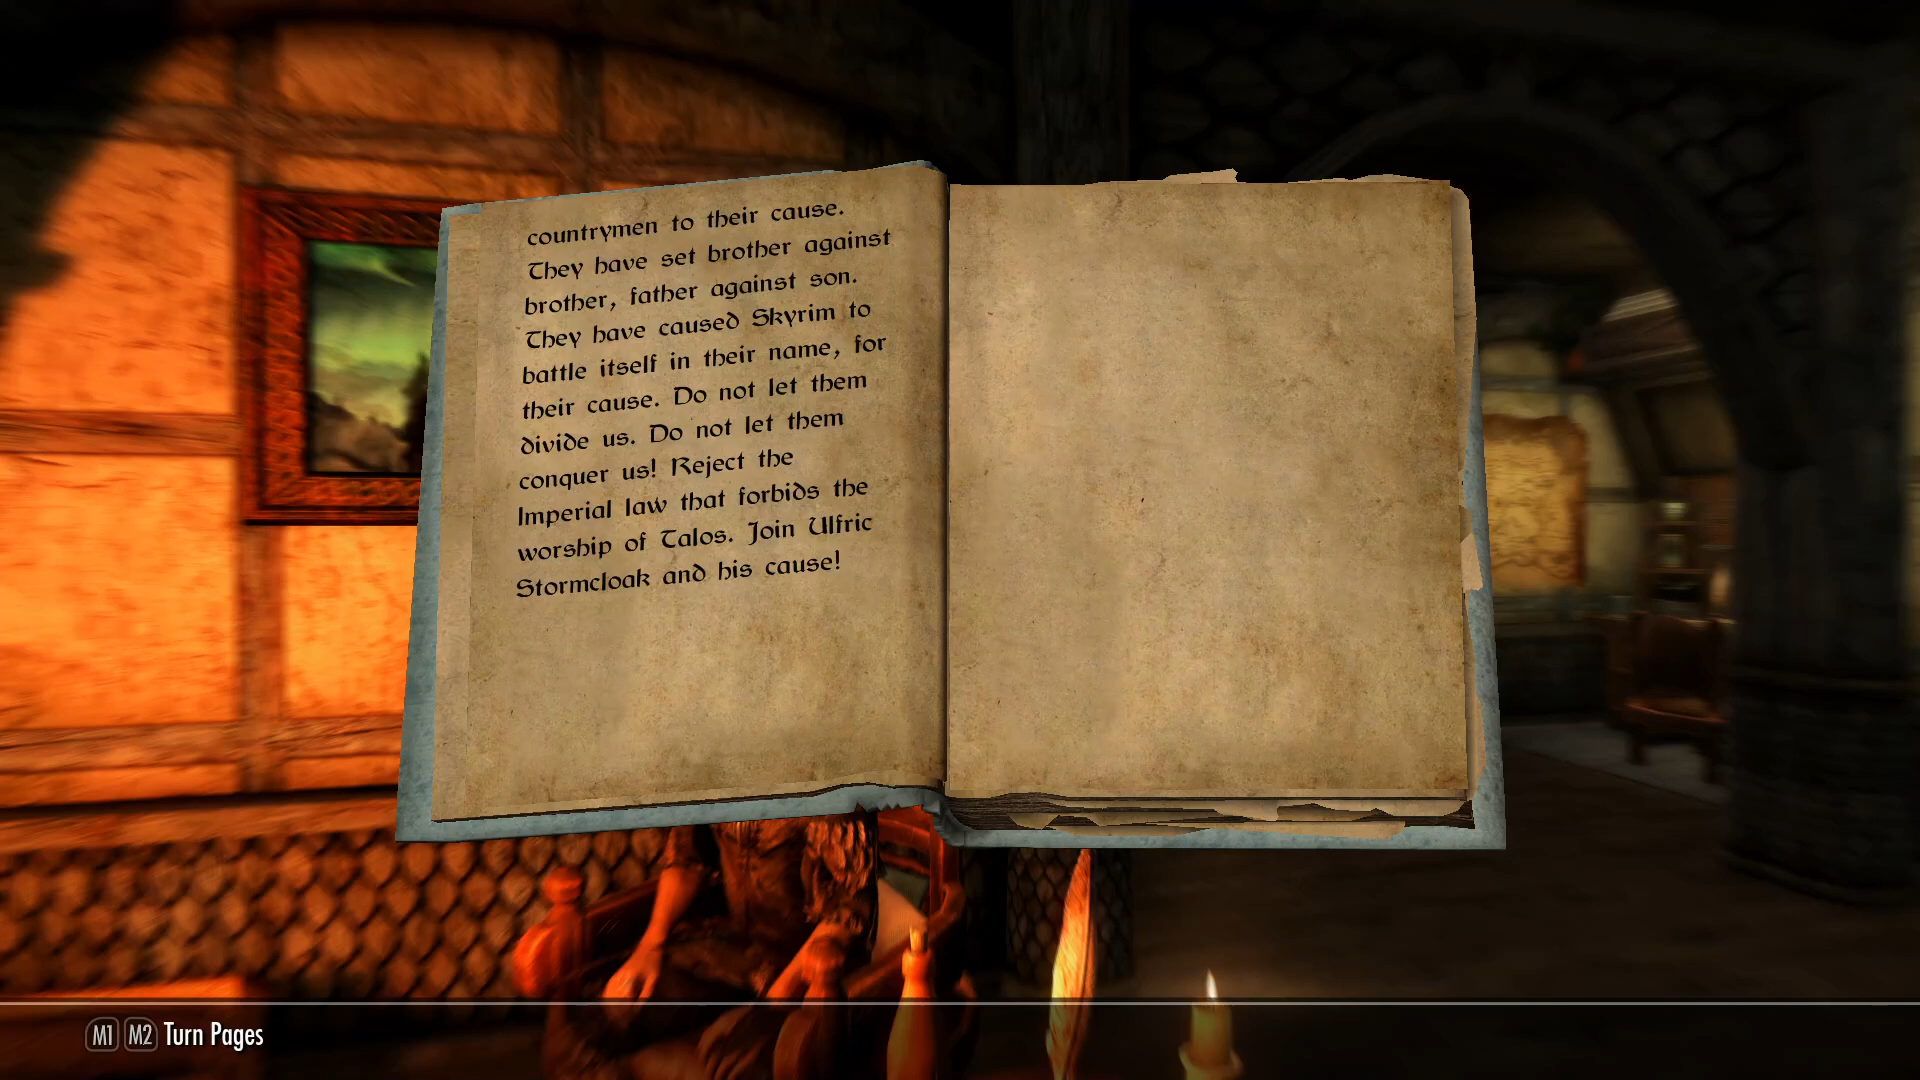 countrymen to their cause.
They have set brother against
brother, father against son.
They have caused Skyrim to
battle itself in their name, for
their cause. Do not let them
divide us. Do not let them
conquer us! Reject the
Imperial law that forbids the
worship of Talos. Join Ulfric
Stormcloak and his cause!
M1 M2 Turn Pages